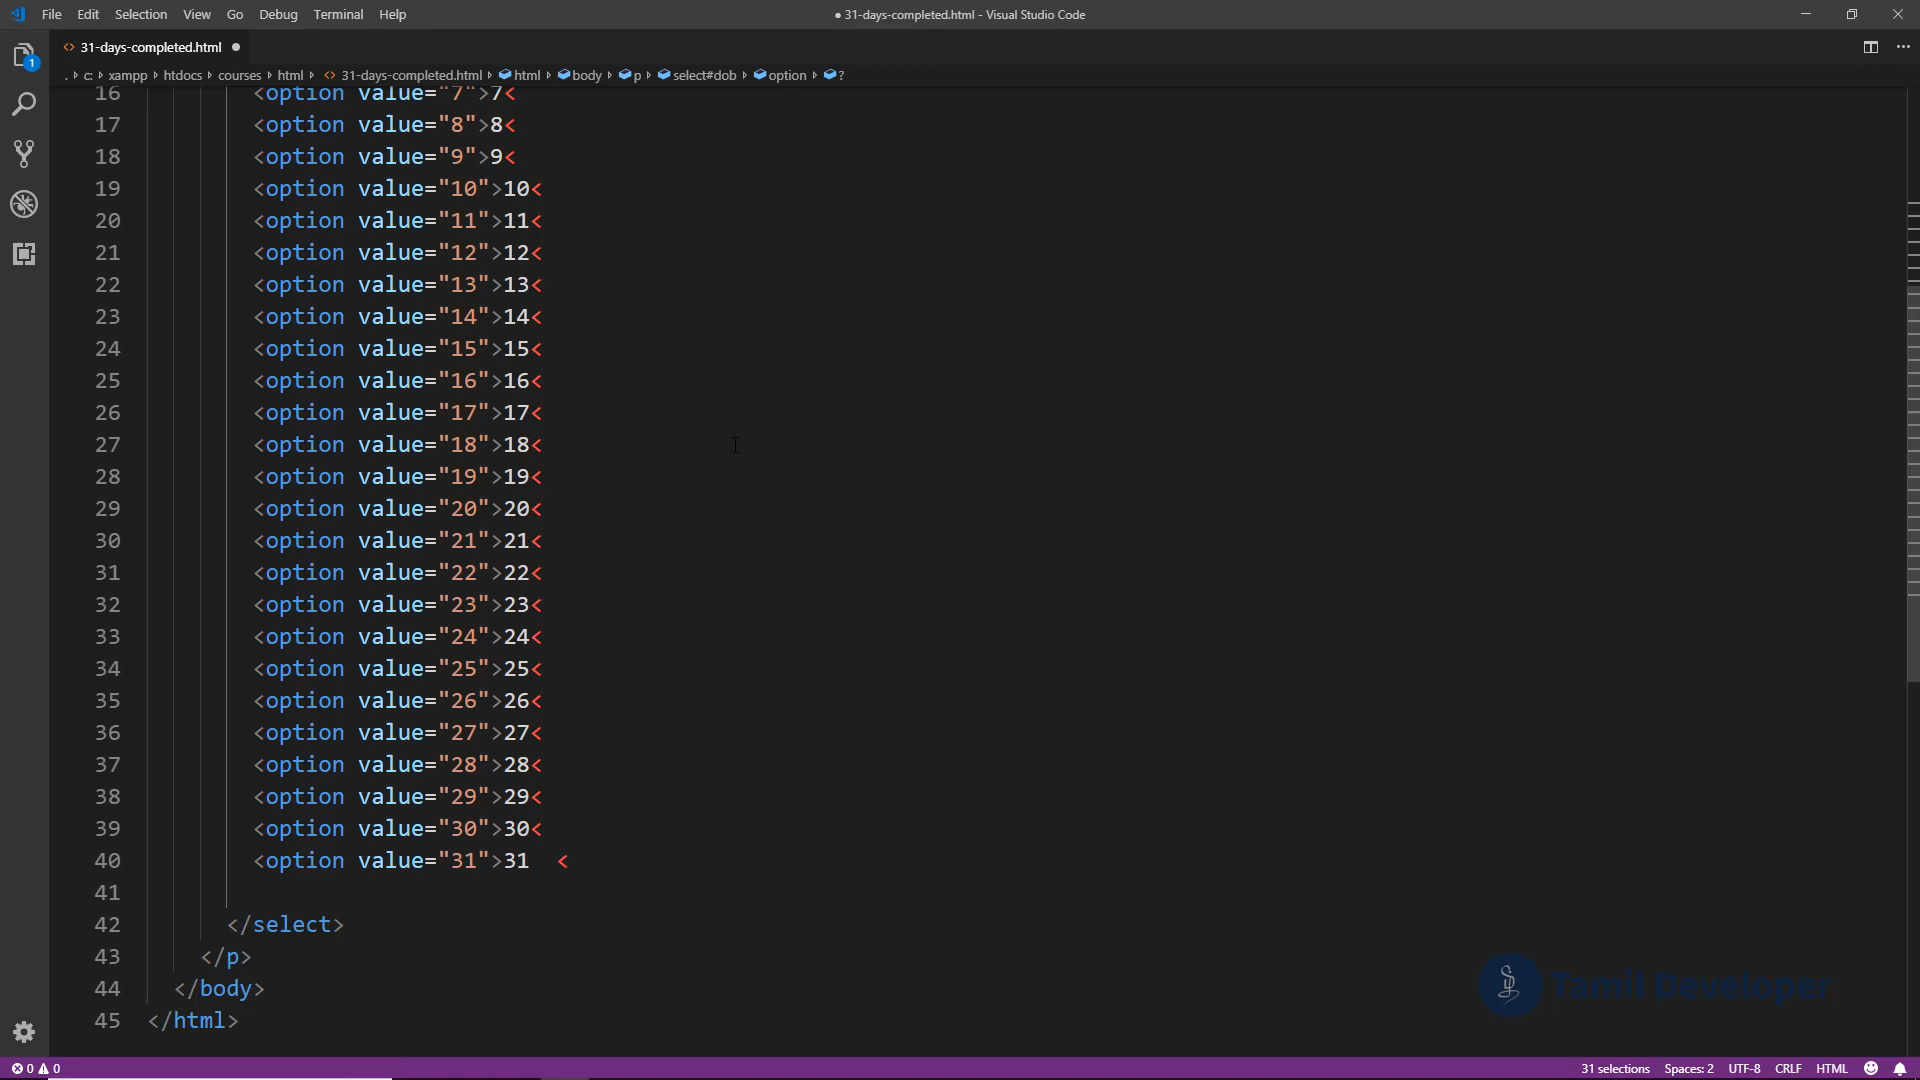 File Edit Selection View Go Debug Terminal Help
● 31-days-completed.html - Visual Studio Code
31-days-completed.html ●
. › c: › xampp › htdocs › courses › html › 31-days-completed.html › html › body › p › select#dob › option › ?
1
16 <option value="7">7<
17 <option value="8">8<
18 <option value="9">9<
19 <option value="10">10<
20 <option value="11">11<
21 <option value="12">12<
22 <option value="13">13<
23 <option value="14">14<
24 <option value="15">15<
25 <option value="16">16<
26 <option value="17">17<
27 <option value="18">18<
28 <option value="19">19<
29 <option value="20">20<
30 <option value="21">21<
31 <option value="22">22<
32 <option value="23">23<
33 <option value="24">24<
34 <option value="25">25<
35 <option value="26">26<
36 <option value="27">27<
37 <option value="28">28<
38 <option value="29">29<
39 <option value="30">30<
40 <option value="31">31  <
41
42 </select>
43 </p>
44 </body>
45 </html>
Tamil Developer
0 0
31 selections Spaces: 2 UTF-8 CRLF HTML